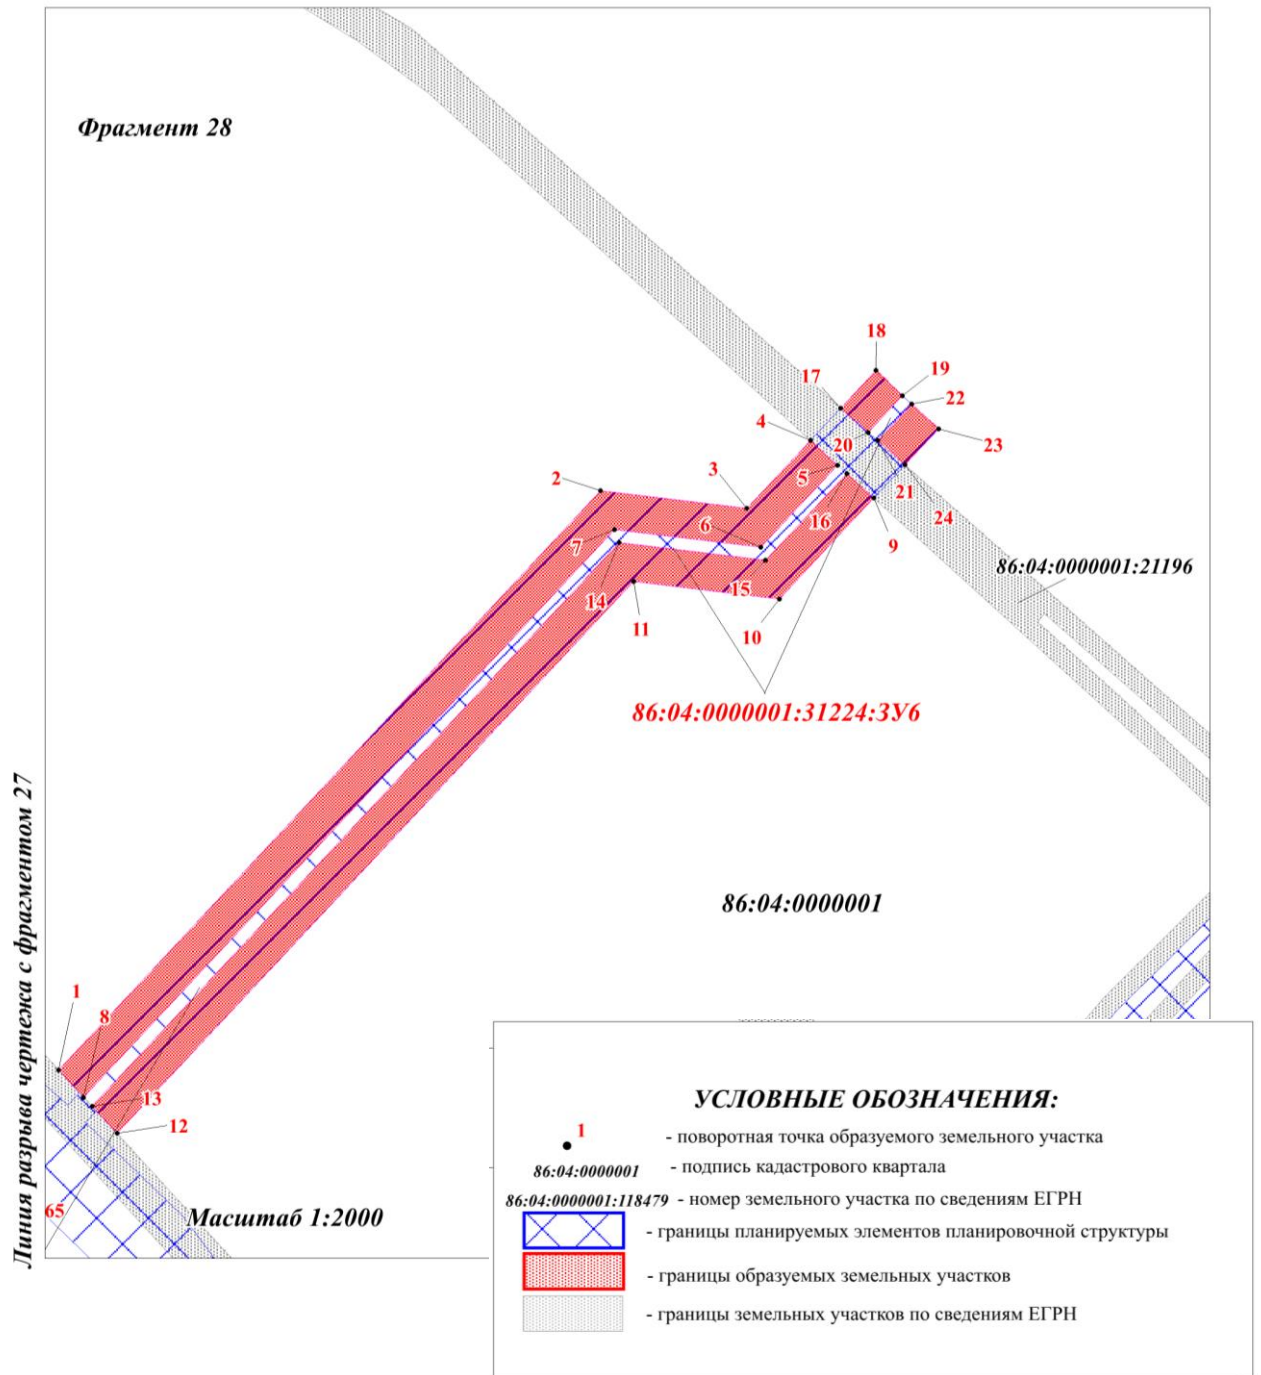 Фрагмент 28
18
17
19
22
4
20
23
2
3
5
21
6
16
24
7
9
86:04:0000001:21196
15
14
11
10
86:04:0000001:31224:ЗУ6
Линия разрыва чертежа с фрагментом 27
86:04:0000001
1
8
13
12
65
Масштаб 1:2000
УСЛОВНЫЕ ОБОЗНАЧЕНИЯ:
1 - поворотная точка образуемого земельного участка
86:04:0000001 - подпись кадастрового квартала
86:04:0000001:118479 - номер земельного участка по сведениям ЕГРН
- границы планируемых элементов планировочной структуры
- границы образуемых земельных участков
- границы земельных участков по сведениям ЕГРН